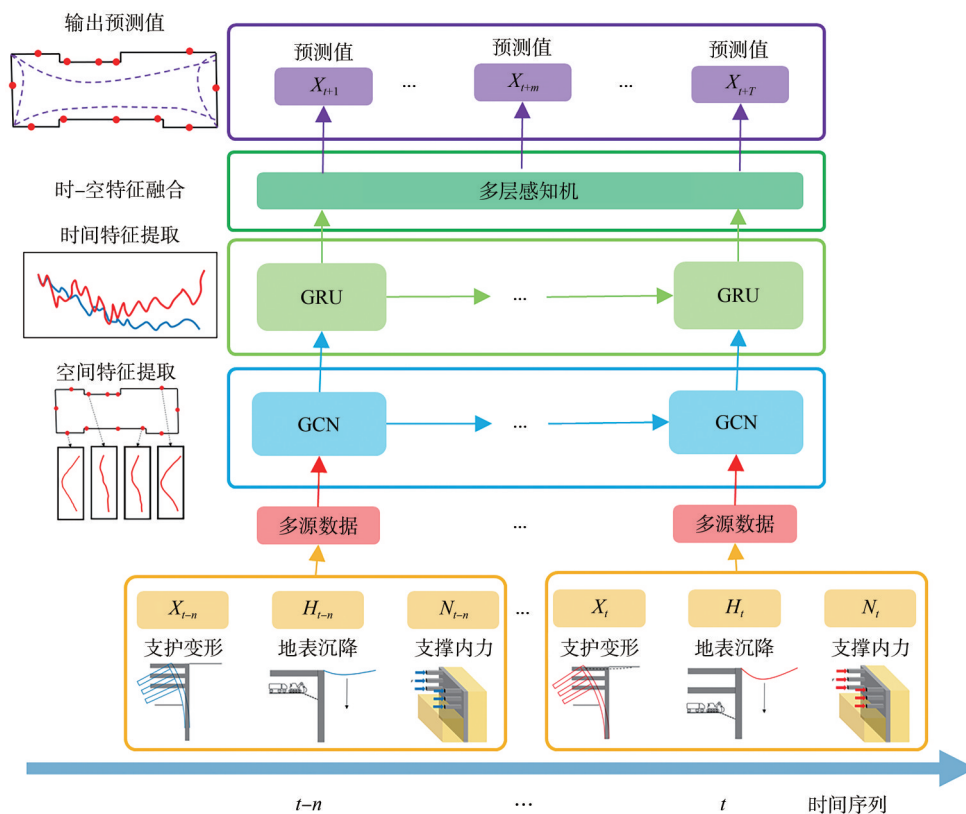 输出预测值
预测值
预测值
预测值
X_{t+1}
...
X_{t+m}
...
X_{t+T}
时-空特征融合
多层感知机
时间特征提取
GRU
...
GRU
空间特征提取
GCN
...
GCN
多源数据
...
多源数据
X_{t-n}
H_{t-n}
N_{t-n}
...
X_t
H_t
N_t
支护变形
地表沉降
支撑内力
支护变形
地表沉降
支撑内力
t-n
...
t
时间序列